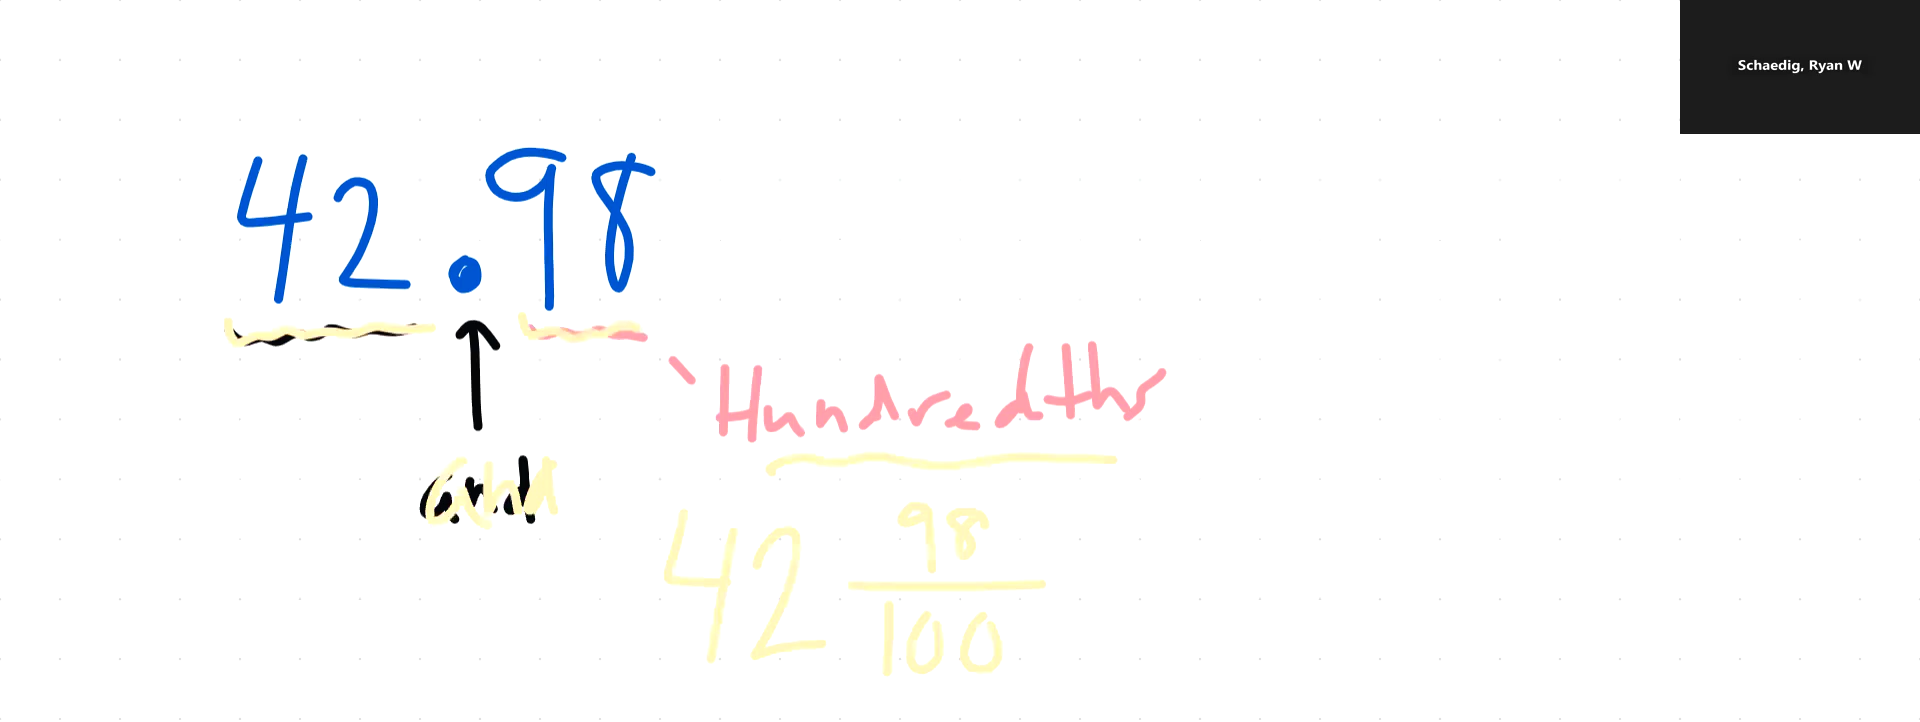 Schaedig, Ryan W
42.98
Hundredths
and
42 98/100